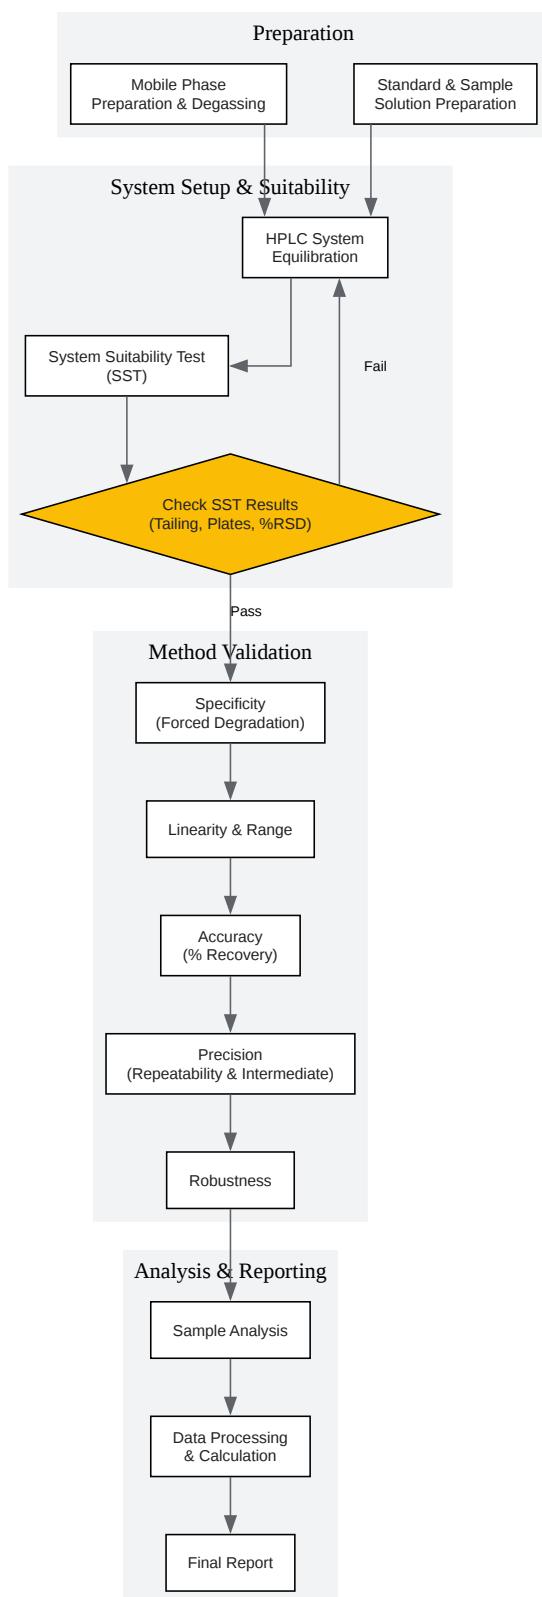 Preparation
Mobile Phase
Preparation & Degassing
Standard & Sample
Solution Preparation
System Setup & Suitability
HPLC System
Equilibration
System Suitability Test
(SST)
Fail
Check SST Results
(Tailing, Plates, %RSD)
Pass
Method Validation
Specificity
(Forced Degradation)
Linearity & Range
Accuracy
(% Recovery)
Precision
(Repeatability & Intermediate)
Robustness
Analysis & Reporting
Sample Analysis
Data Processing
& Calculation
Final Report